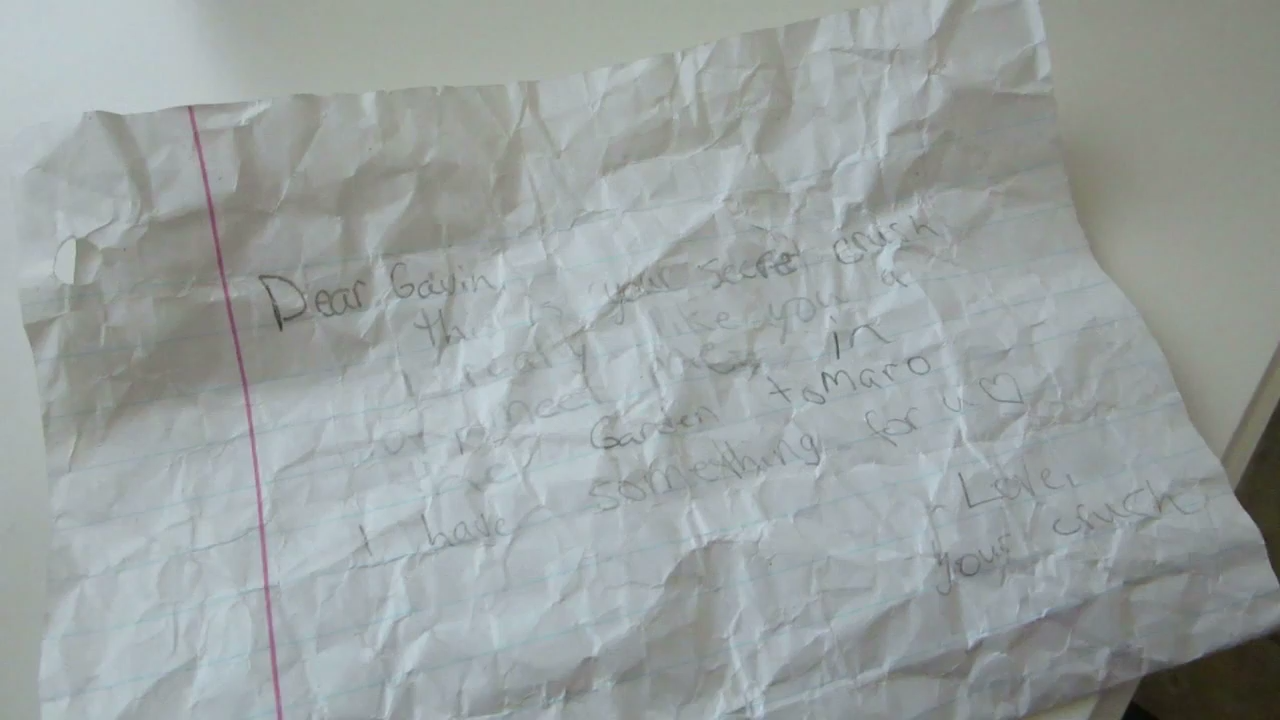 Dear Gavin,
this is your secret crush
I really like you a
lot meet me in
Garden tomaro
I have something for u ♡
Love,
your crush